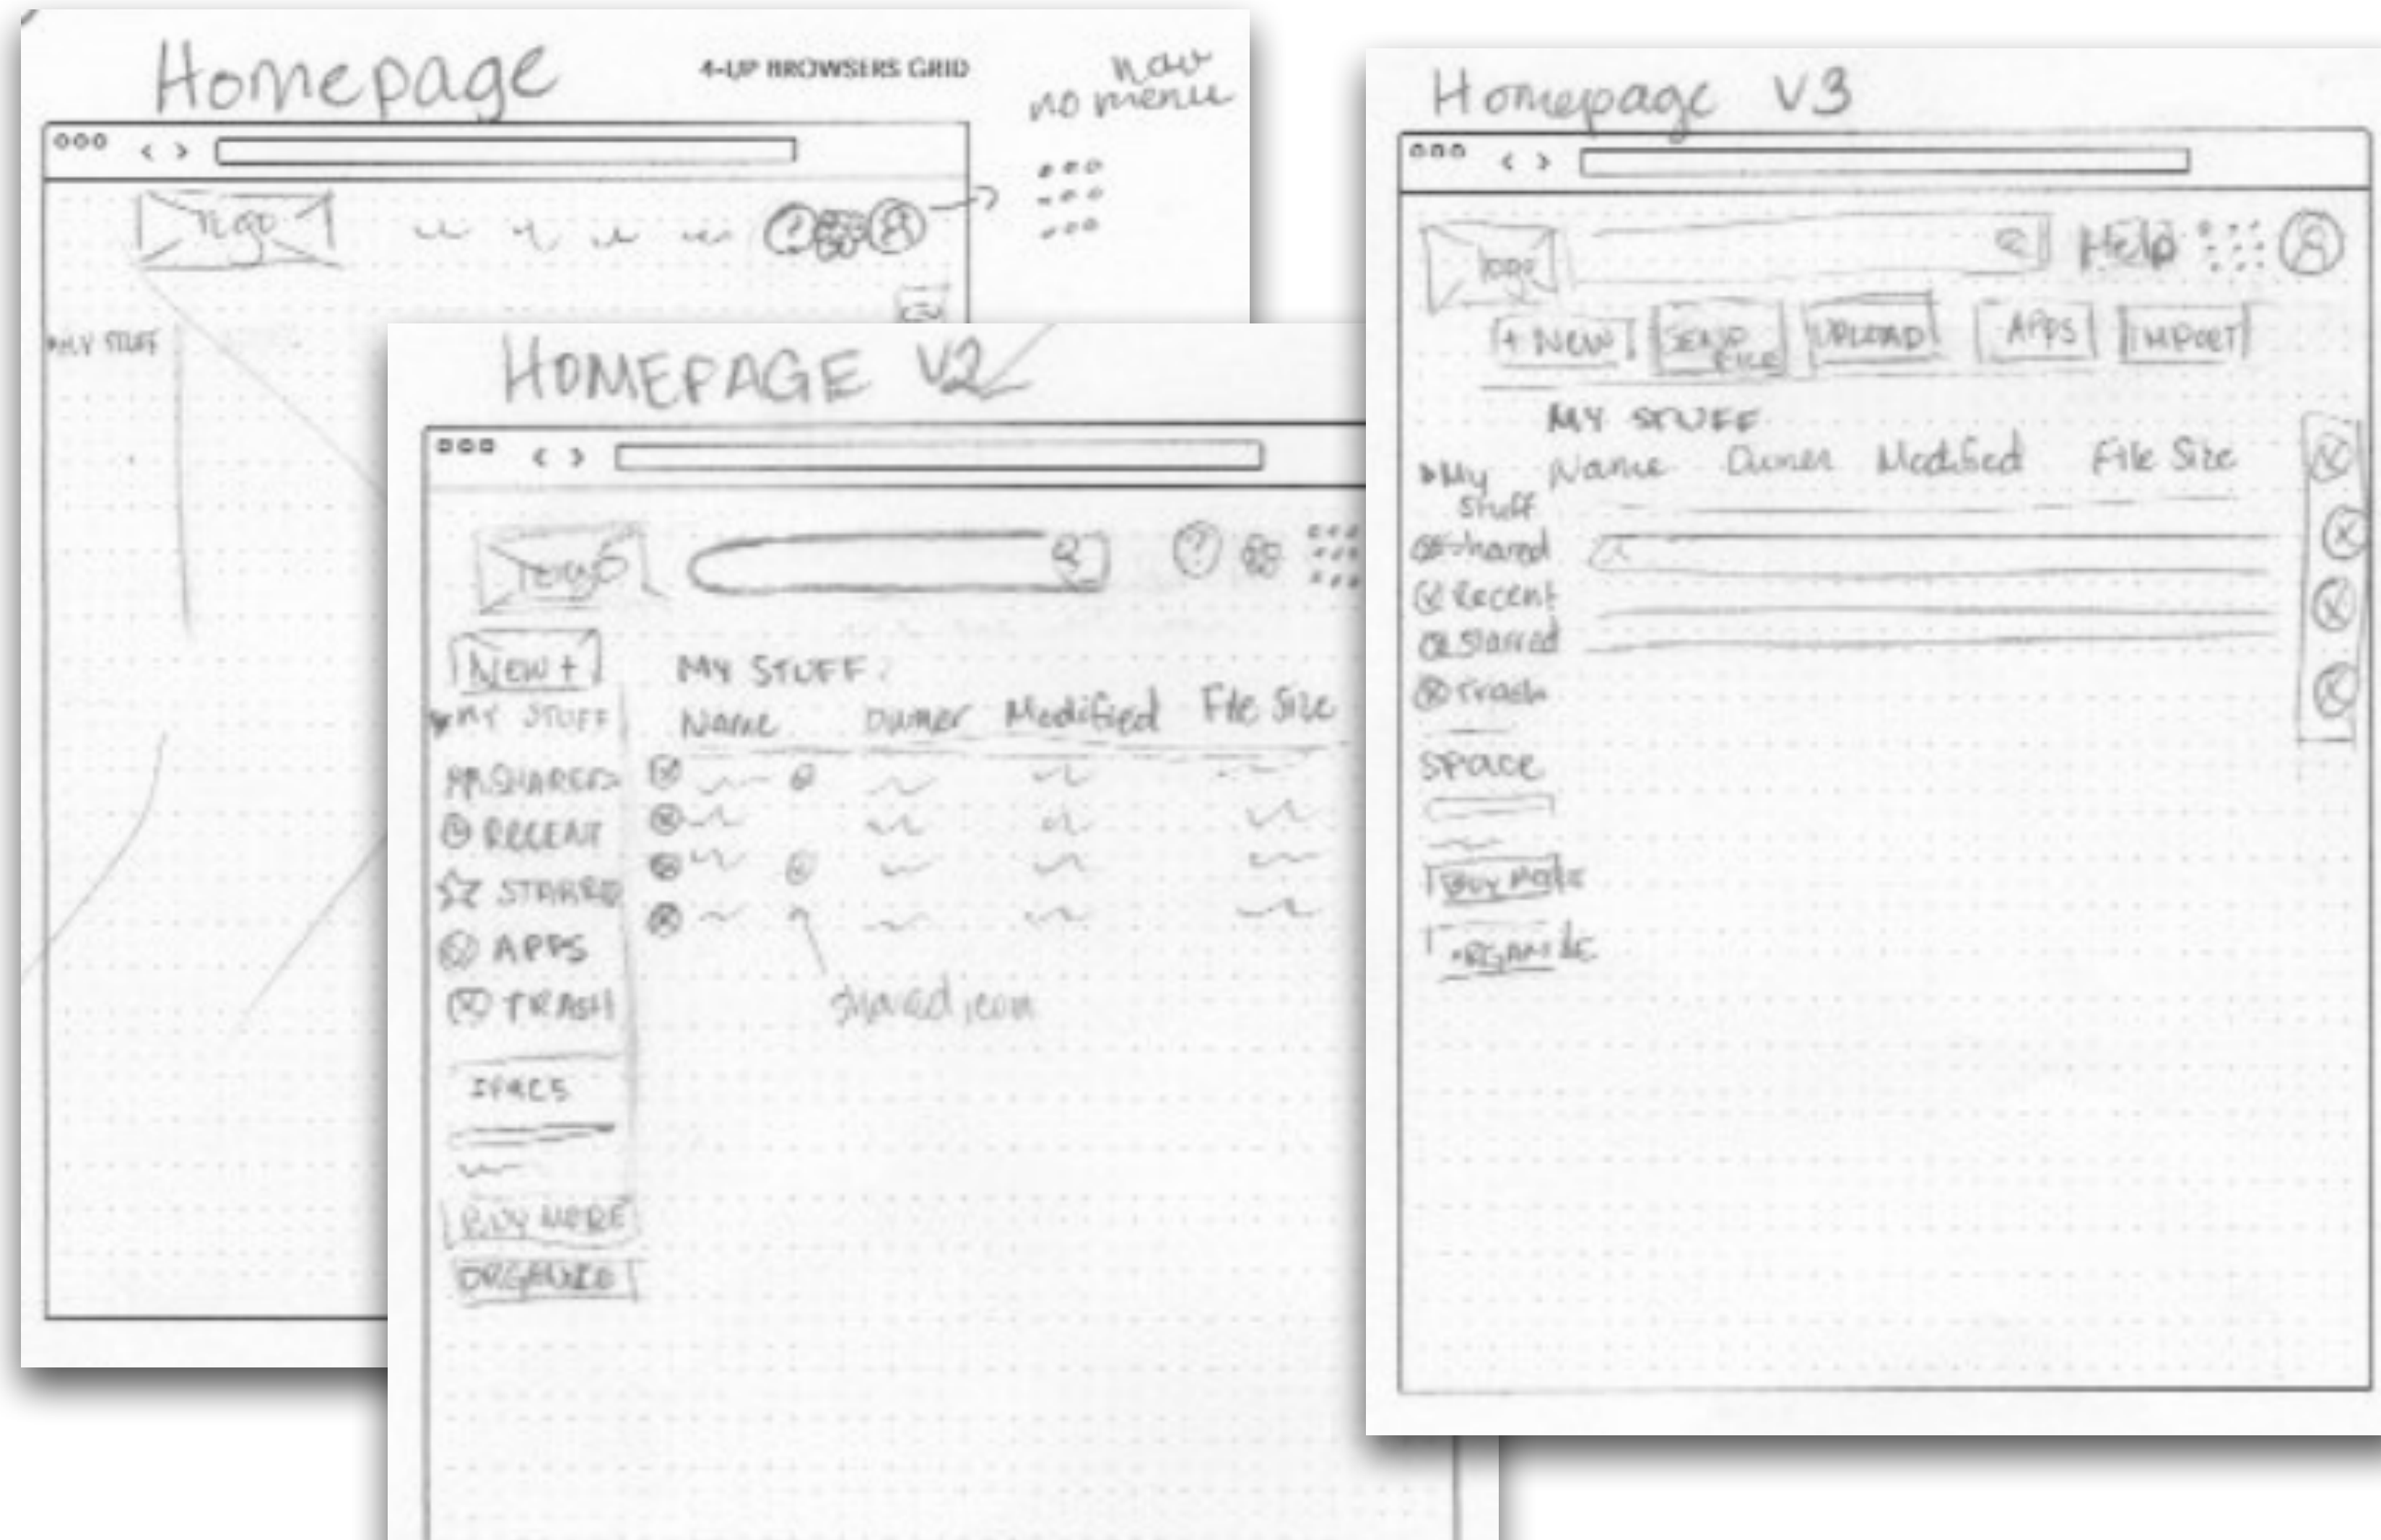 Homepage
4-UP BROWSERS GRID
nav
no menu
logo
?
MY STUFF
HOMEPAGE V2
logo
?
New +
MY STUFF
MY STUFF
Name Owner Modified File Size
SHARED
RECENT
STARRED
APPS
TRASH
shared icon
BUY MORE
ORGANIZE
Homepage V3
logo
Help
+ New
SEND FILE
UPLOAD
APPS
IMPORT
MY STUFF
Name Owner Modified File Size
My
Stuff
Shared
Recent
Starred
Trash
SPACE
BUY MORE
ORGANIZE